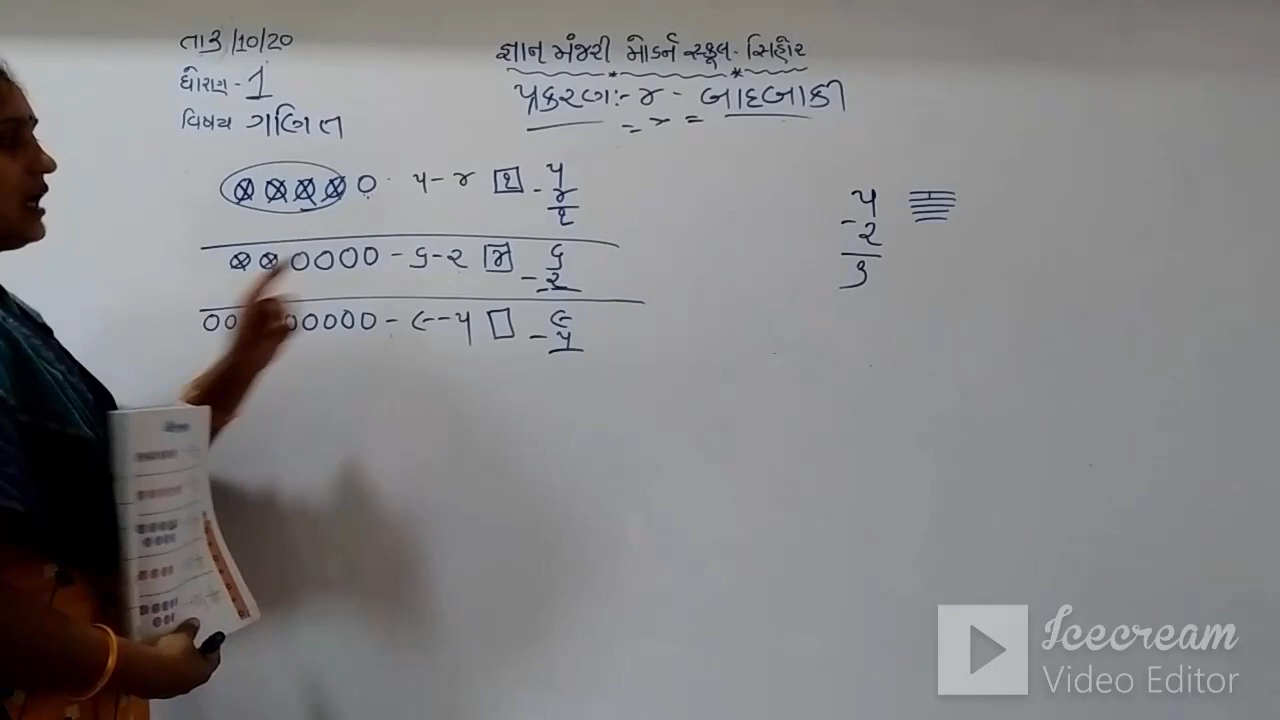 તા૩/10/20
ધોરણ - 1
વિષય ગણિત
જ્ઞાન મંજરી મોડર્ન સ્કૂલ - સિહોર
પ્રકરણ:- ૪ - બાદબાકી
૫-૪ ૧
- ૫
૪
૧
- ૬-૨ ૪
૬
- ૨
- ૯-૫
૯
- ૫
૫
- ૨
૩
Icecream
Video Editor